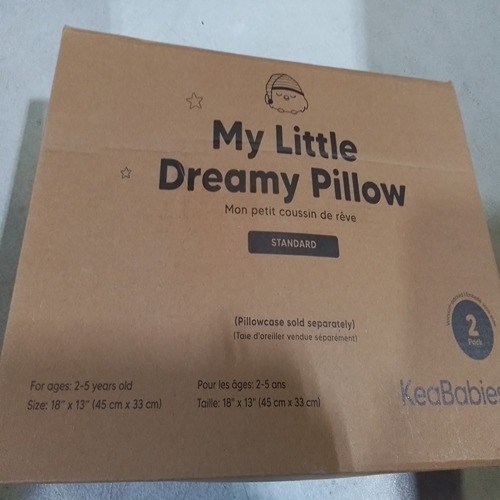 My Little
Dreamy Pillow
Mon petit coussin de rêve
STANDARD
(Pillowcase sold separately)
(Taie d'oreiller vendue séparément)
2
Pack
For ages: 2-5 years old
Size: 18" x 13" (45 cm x 33 cm)
Pour les âges: 2-5 ans
Taille: 18" x 13" (45 cm x 33 cm)
KeaBabies